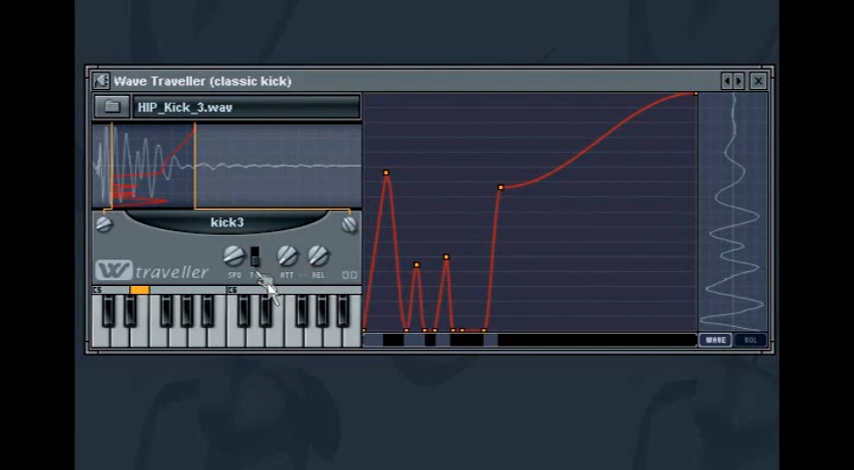 Wave Traveller (classic kick)
HIP_Kick_3.wav
kick3
W traveller
SPD
ATT
REL
C5
C6
WAVE
VOL